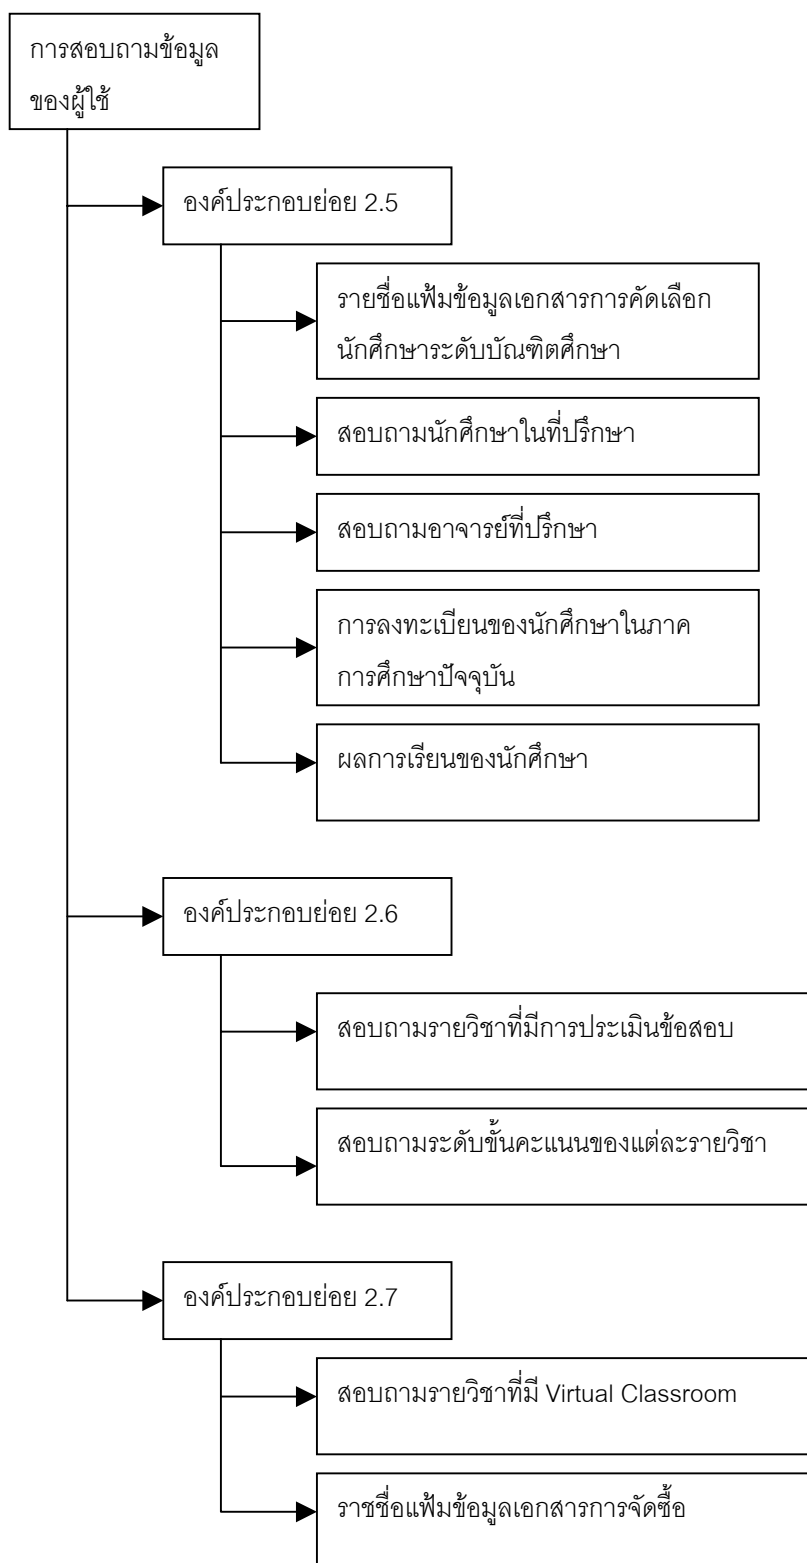 การสอบถามข้อมูล
ของผู้ใช้
องค์ประกอบย่อย 2.5
รายชื่อแฟ้มข้อมูลเอกสารการคัดเลือก
นักศึกษาระดับบัณฑิตศึกษา
สอบถามนักศึกษาในที่ปรึกษา
สอบถามอาจารย์ที่ปรึกษา
การลงทะเบียนของนักศึกษาในภาค
การศึกษาปัจจุบัน
ผลการเรียนของนักศึกษา
องค์ประกอบย่อย 2.6
สอบถามรายวิชาที่มีการประเมินข้อสอบ
สอบถามระดับขั้นคะแนนของแต่ละรายวิชา
องค์ประกอบย่อย 2.7
สอบถามรายวิชาที่มี Virtual Classroom
ราชชื่อแฟ้มข้อมูลเอกสารการจัดซื้อ